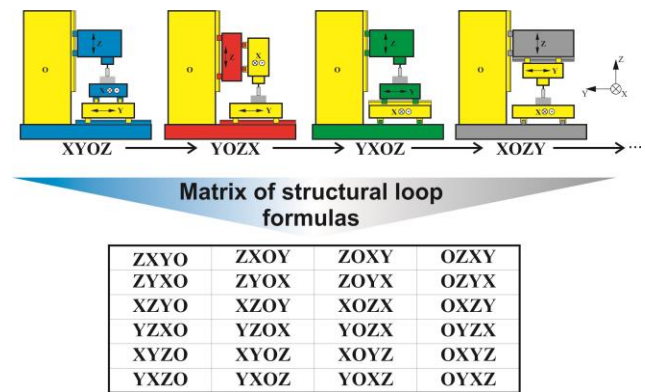 Z
O
X
Y
X
Z
O
Y
Z
O
Y
X
Z
O
Y
X
Z
Y
X
XYOZ YOZX YXOZ XOZY ...
Matrix of structural loop
formulas
ZXYO ZXOY ZOXY OZXY
ZYXO ZYOX ZOYX OZYX
XZYO XZOY XOZX OXZY
YZXO YZOX YOZX OYZX
XYZO XYOZ XOYZ OXYZ
YXZO YXOZ YOXZ OYXZ